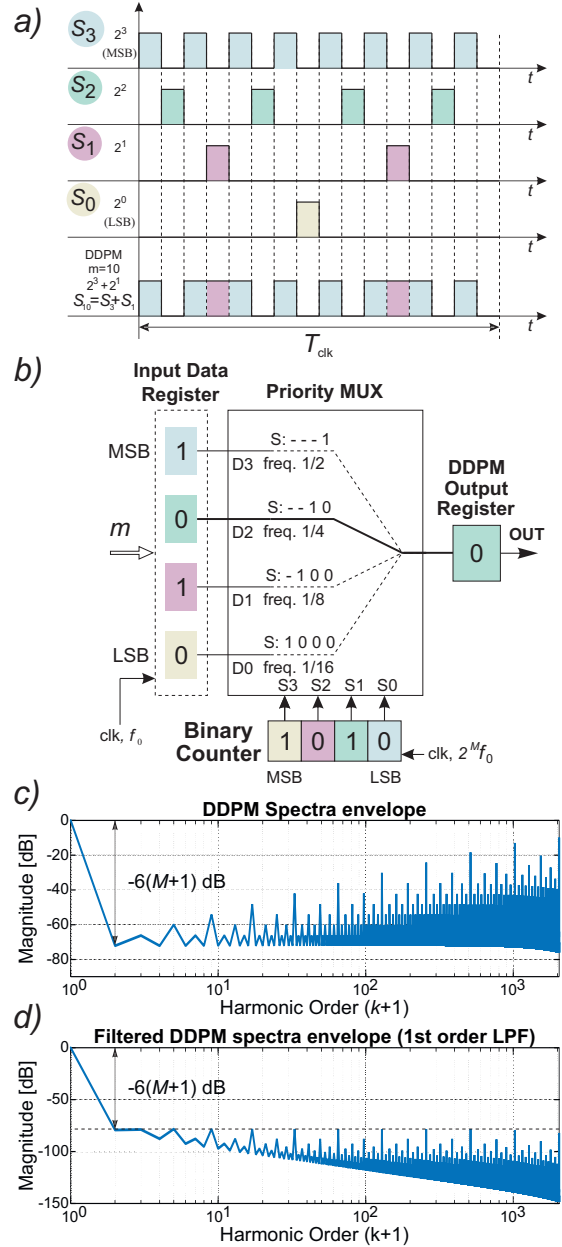 a)
S3 2^3 (MSB)
t
S2 2^2
t
S1 2^1
t
S0 2^0 (LSB)
t
DDPM
m=10
2^3+2^1
S10=S3+S1
t
Tclk
b)
Input Data Register
Priority MUX
MSB
1
S: - - - 1
D3 freq. 1/2
DDPM Output Register
0
S: - - 1 0
D2 freq. 1/4
m
0
OUT
1
S: - 1 0 0
D1 freq. 1/8
LSB
0
S: 1 0 0 0
D0 freq. 1/16
S3 S2 S1 S0
clk, f0
Binary Counter
1 0 1 0
clk, 2^M f0
MSB LSB
c)
DDPM Spectra envelope
0
-20
-40
-60
-80
Magnitude [dB]
-6(M+1) dB
10^0 10^1 10^2 10^3
Harmonic Order (k+1)
d)
Filtered DDPM spectra envelope (1st order LPF)
0
-50
-100
-150
Magnitude [dB]
-6(M+1) dB
10^0 10^1 10^2 10^3
Harmonic Order (k+1)